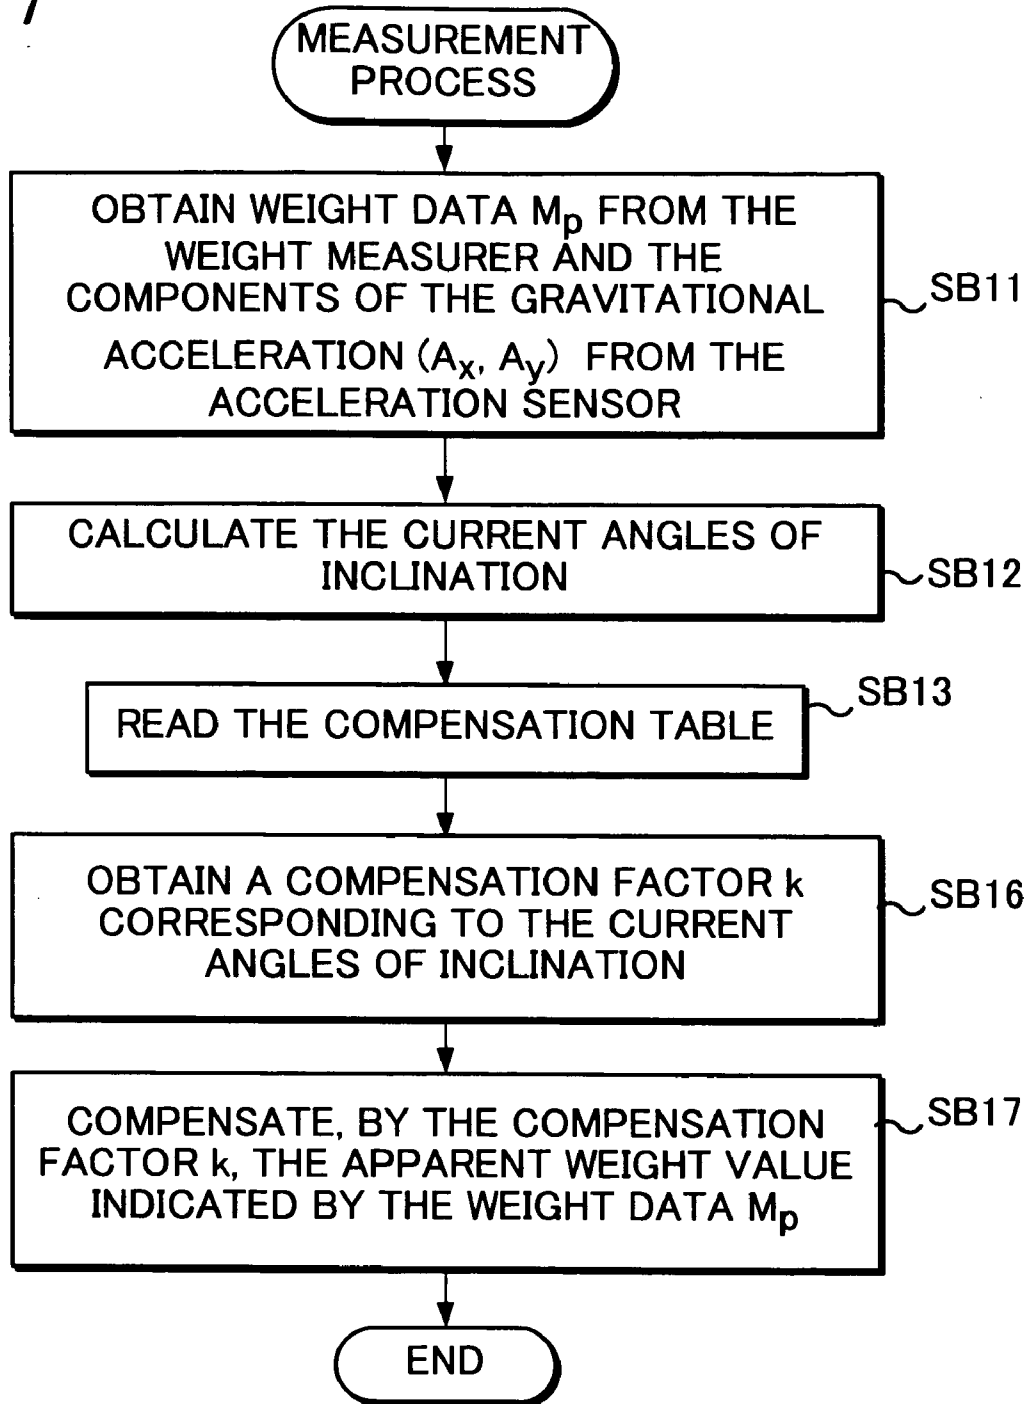 MEASUREMENT
PROCESS
OBTAIN WEIGHT DATA Mp FROM THE
WEIGHT MEASURER AND THE
COMPONENTS OF THE GRAVITATIONAL
ACCELERATION (Ax, Ay) FROM THE
ACCELERATION SENSOR
SB11
CALCULATE THE CURRENT ANGLES OF
INCLINATION
SB12
READ THE COMPENSATION TABLE
SB13
OBTAIN A COMPENSATION FACTOR k
CORRESPONDING TO THE CURRENT
ANGLES OF INCLINATION
SB16
COMPENSATE, BY THE COMPENSATION
FACTOR k, THE APPARENT WEIGHT VALUE
INDICATED BY THE WEIGHT DATA Mp
SB17
END